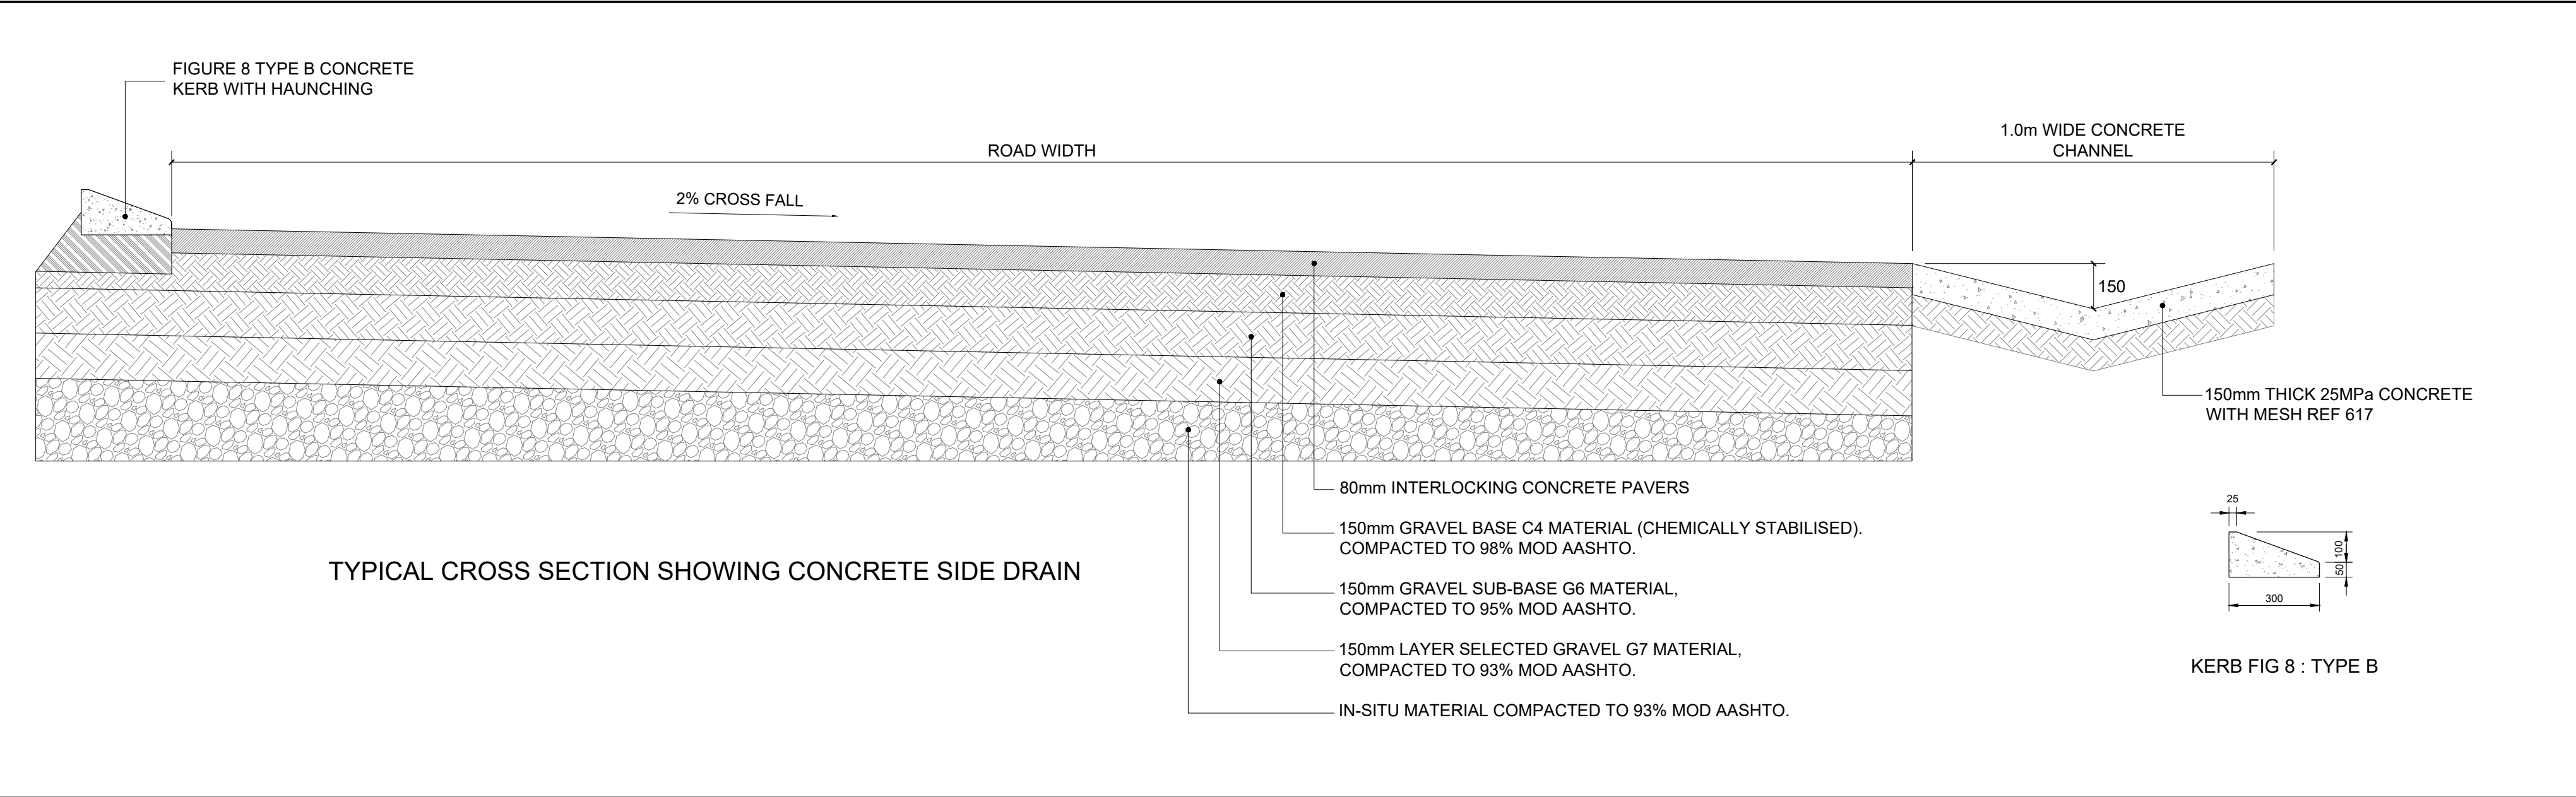 FIGURE 8 TYPE B CONCRETE
KERB WITH HAUNCHING
ROAD WIDTH
1.0m WIDE CONCRETE
CHANNEL
2% CROSS FALL
150
150mm THICK 25MPa CONCRETE
WITH MESH REF 617
80mm INTERLOCKING CONCRETE PAVERS
150mm GRAVEL BASE C4 MATERIAL (CHEMICALLY STABILISED).
COMPACTED TO 98% MOD AASHTO.
150mm GRAVEL SUB-BASE G6 MATERIAL,
COMPACTED TO 95% MOD AASHTO.
150mm LAYER SELECTED GRAVEL G7 MATERIAL,
COMPACTED TO 93% MOD AASHTO.
IN-SITU MATERIAL COMPACTED TO 93% MOD AASHTO.
TYPICAL CROSS SECTION SHOWING CONCRETE SIDE DRAIN
25
100
50
300
KERB FIG 8 : TYPE B